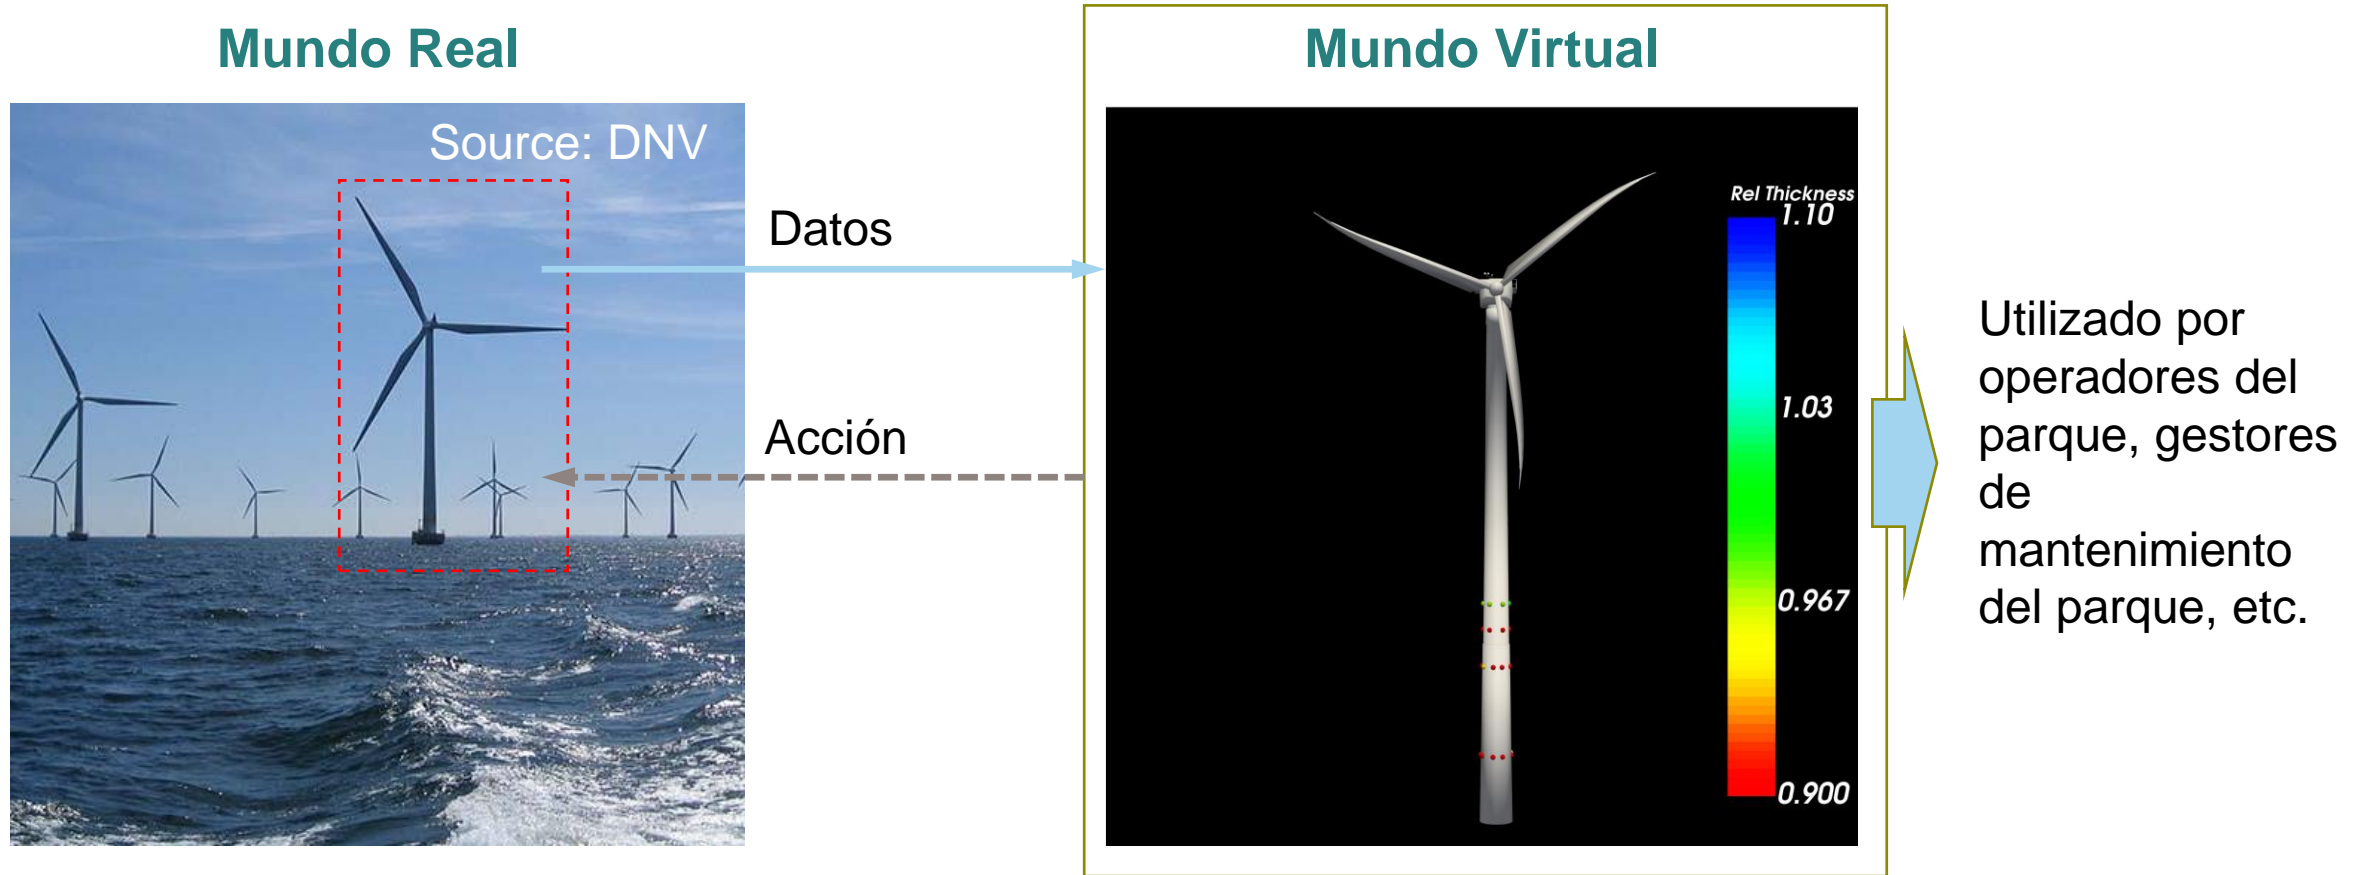 Mundo Real
Mundo Virtual
Source: DNV
Datos
Acción
Rel Thickness
1.10
1.03
0.967
0.900
Utilizado por
operadores del
parque, gestores
de
mantenimiento
del parque, etc.